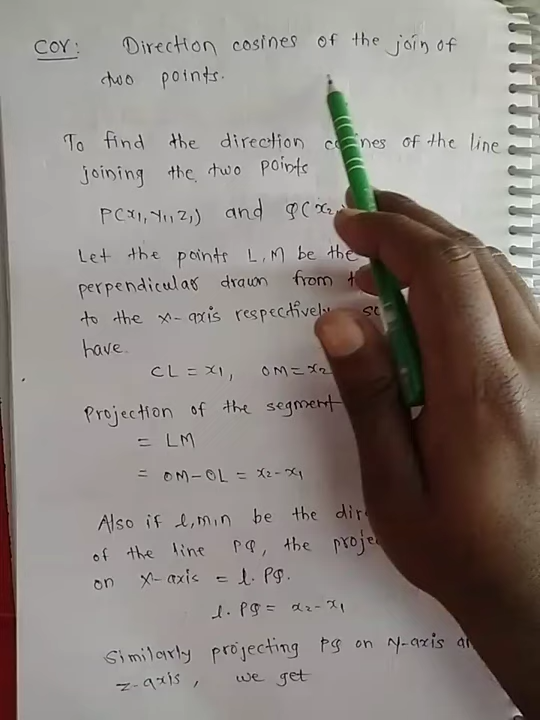 COV: Direction cosines of the join of
two points.
To find the direction cosines of the line
joining the two points
P(x₁, y₁, z₁) and Q(x₂,
Let the points L, M be the
perpendicular drawn from
to the x-axis respectively
have.
CL = x₁, OM = x₂
Projection of the segment
= LM
= OM - OL = x₂ - x₁
Also if l, m, n be the
of the line PQ, the
on x-axis = l. PQ.
l. PQ = x₂ - x₁
Similarly projecting PQ on y-axis
z-axis, we get